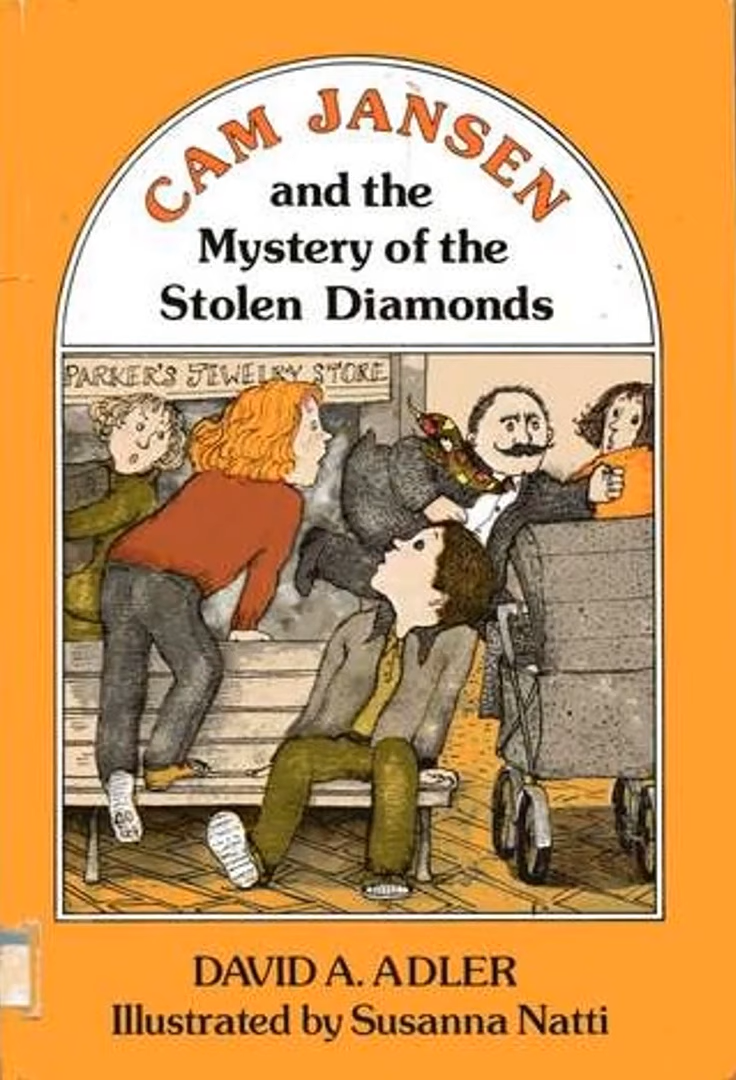 CAM JANSEN
and the
Mystery of the
Stolen Diamonds
PARKER'S JEWELRY STORE
DAVID A. ADLER
Illustrated by Susanna Natti